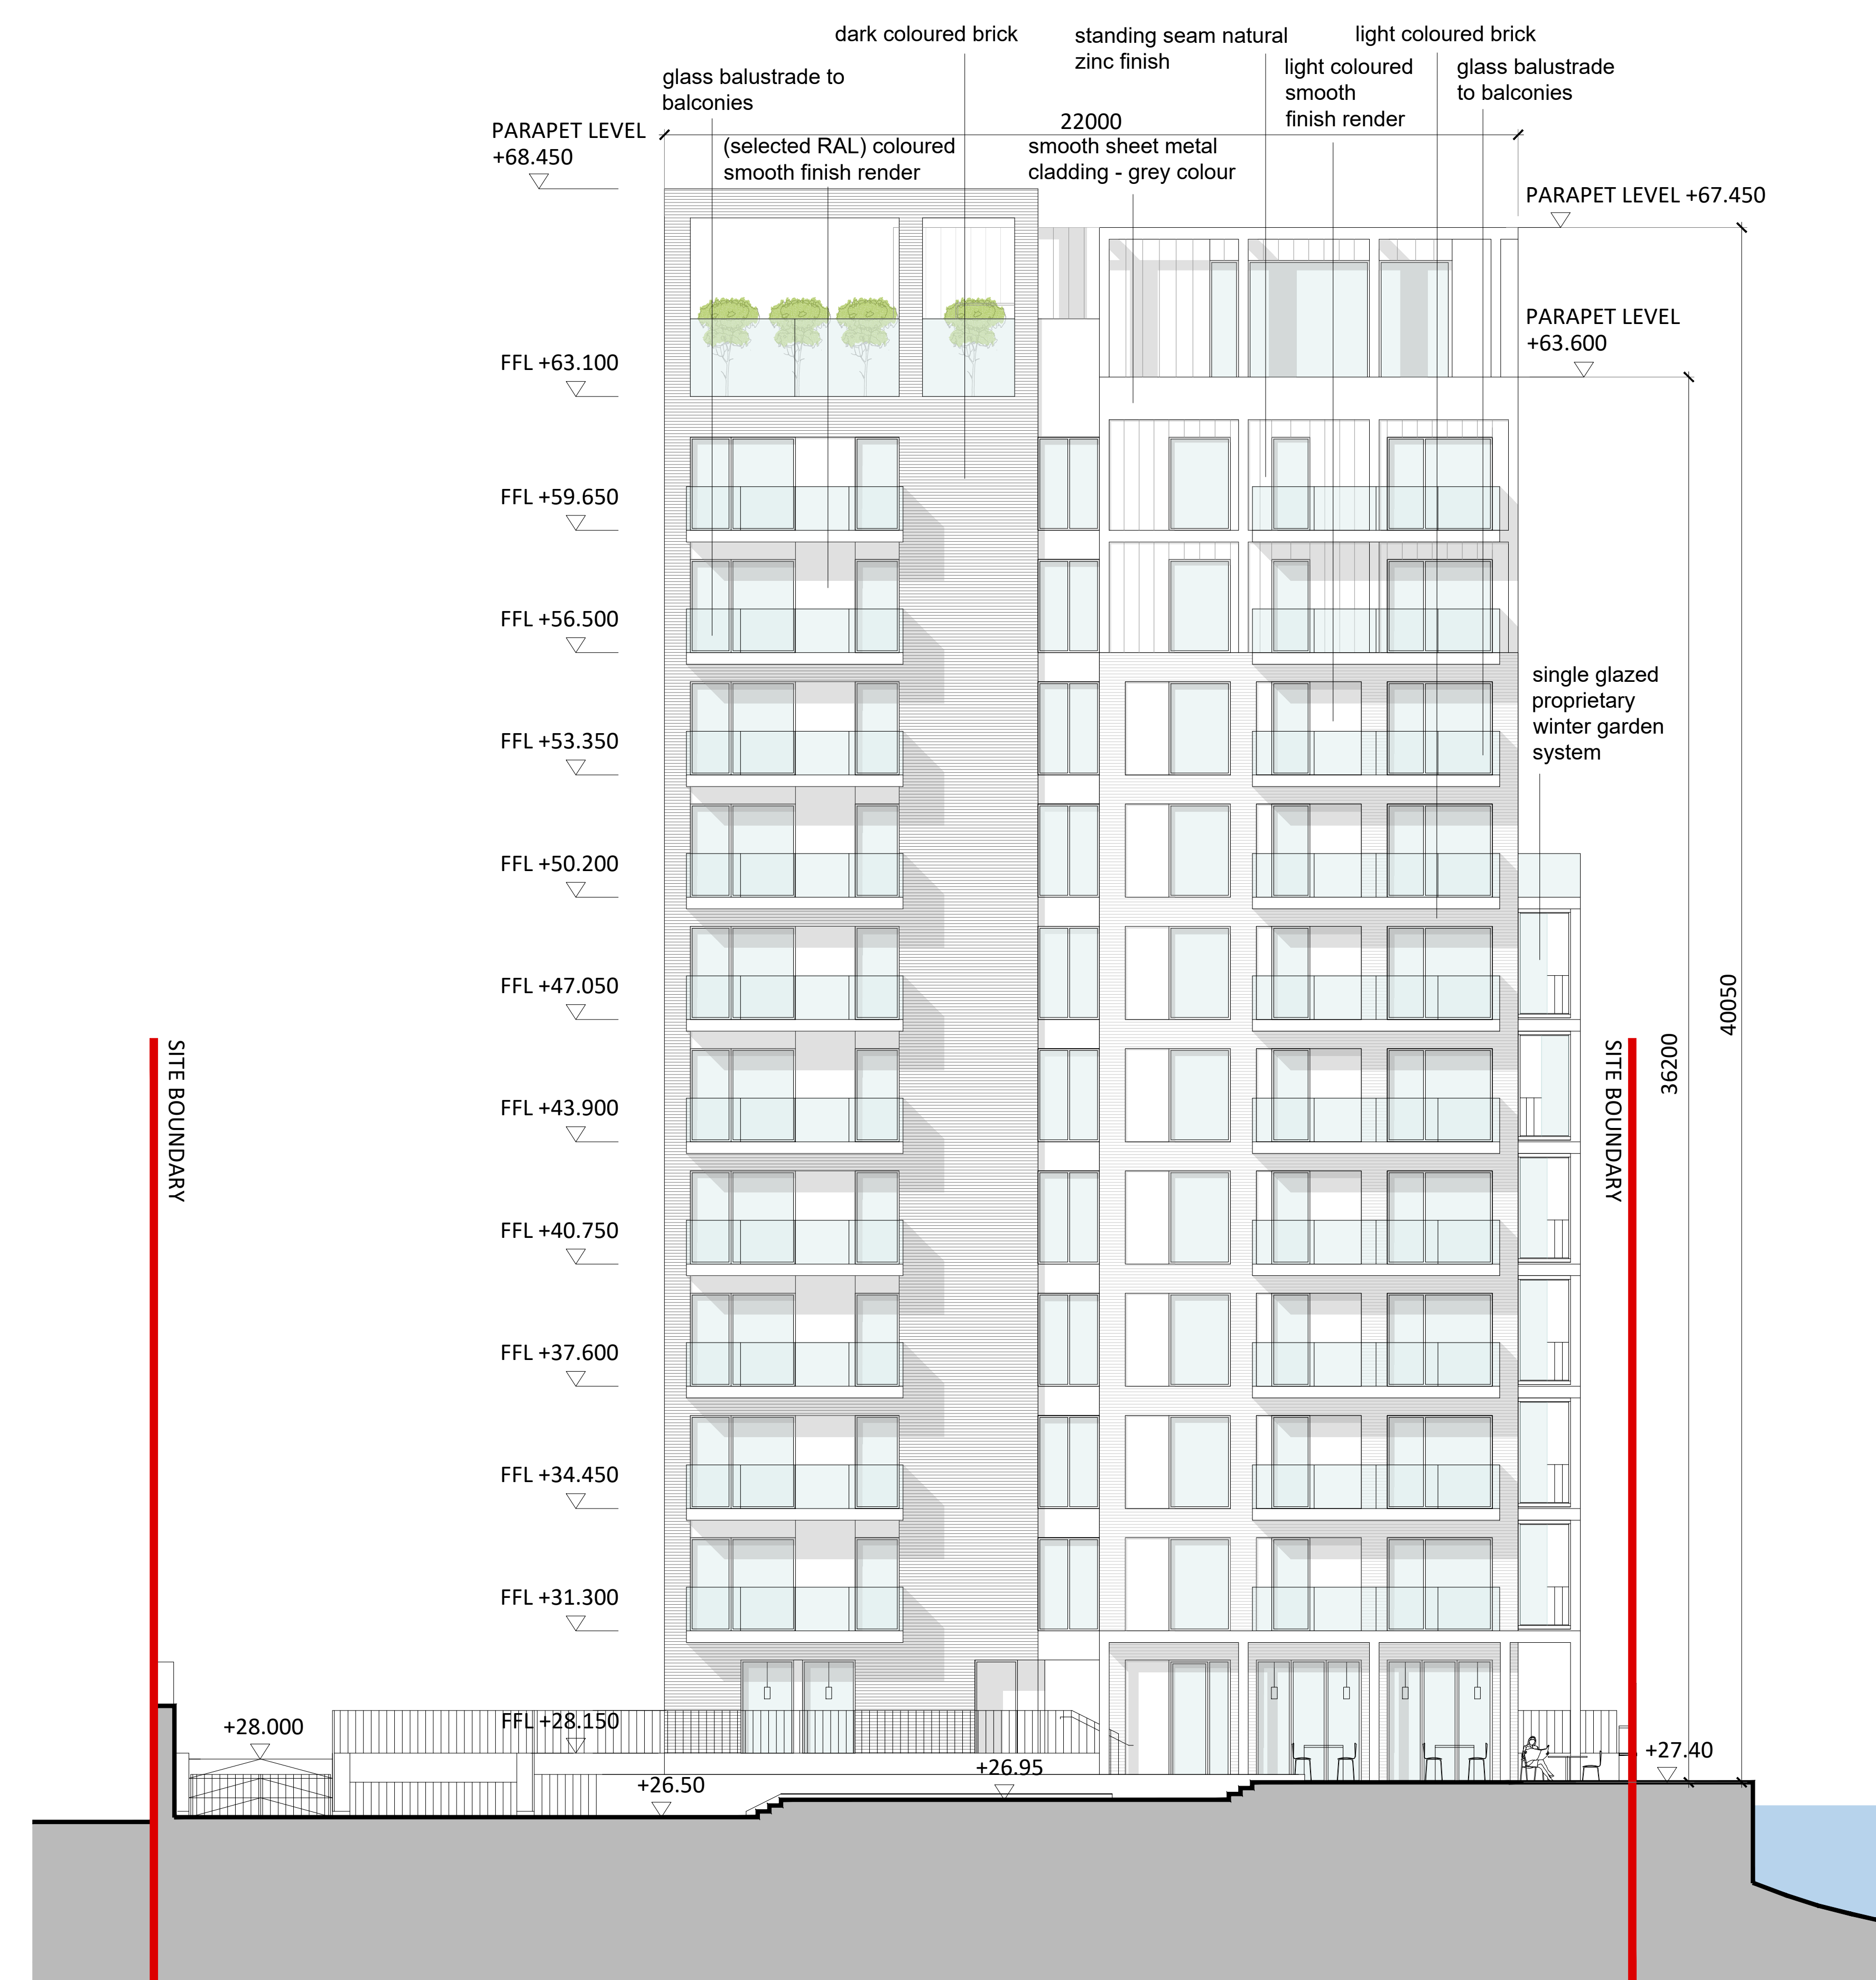 dark coloured brick
standing seam natural
zinc finish
light coloured brick
light coloured
smooth
finish render
glass balustrade
to balconies
glass balustrade to
balconies
22000
PARAPET LEVEL
+68.450
(selected RAL) coloured
smooth finish render
smooth sheet metal
cladding - grey colour
PARAPET LEVEL +67.450
PARAPET LEVEL
+63.600
FFL +63.100
FFL +59.650
FFL +56.500
single glazed
proprietary
winter garden
system
FFL +53.350
FFL +50.200
FFL +47.050
40050
36200
SITE BOUNDARY
SITE BOUNDARY
FFL +43.900
FFL +40.750
FFL +37.600
FFL +34.450
FFL +31.300
+28.000
FFL +28.150
+26.50
+26.95
+27.40